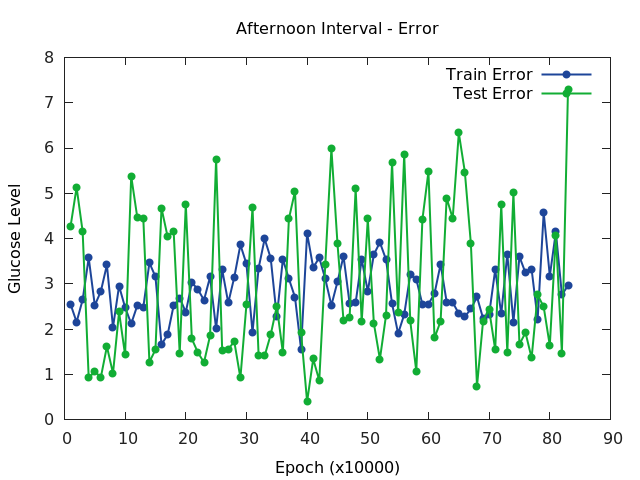 Afternoon Interval - Error
Train Error
Test Error
8
7
6
5
4
3
2
1
0
Glucose Level
0 10 20 30 40 50 60 70 80 90
Epoch (x10000)